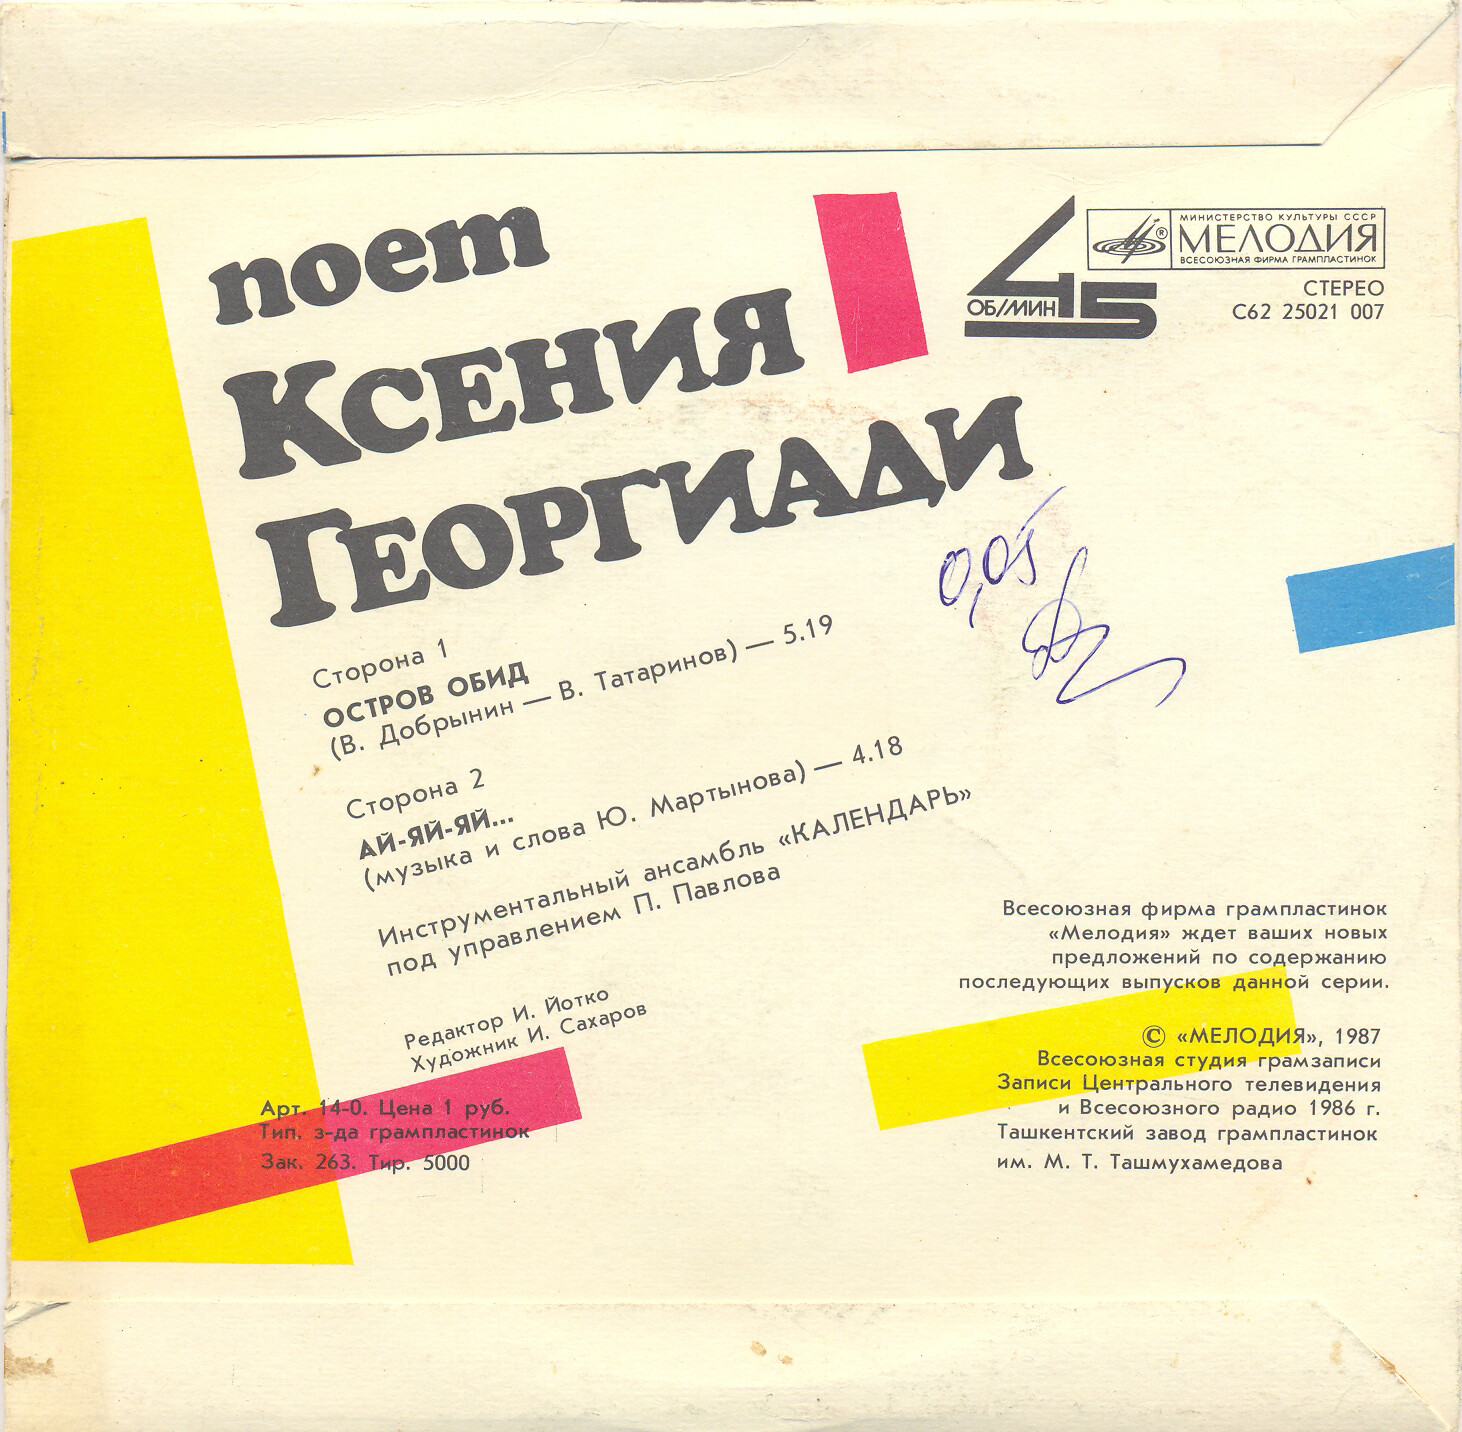 поет
КСЕНИЯ
ГЕОРГИАДИ
45
ОБ/МИН
МИНИСТЕРСТВО КУЛЬТУРЫ СССР
МЕЛОДИЯ
ВСЕСОЮЗНАЯ ФИРМА ГРАМПЛАСТИНОК
СТЕРЕО
С62 25021 007
0,05
Сторона 1
ОСТРОВ ОБИД
(В. Добрынин — В. Татаринов) — 5.19
Сторона 2
АЙ-ЯЙ-ЯЙ...
(музыка и слова Ю. Мартынова) — 4.18
Инструментальный ансамбль «КАЛЕНДАРЬ»
под управлением П. Павлова
Редактор И. Йотко
Художник И. Сахаров
Арт. 14-0. Цена 1 руб.
Тип. з-да грампластинок
Зак. 263. Тир. 5000
Всесоюзная фирма грампластинок
«Мелодия» ждет ваших новых
предложений по содержанию
последующих выпусков данной серии.
© «МЕЛОДИЯ», 1987
Всесоюзная студия грамзаписи
Записи Центрального телевидения
и Всесоюзного радио 1986 г.
Ташкентский завод грампластинок
им. М. Т. Ташмухамедова